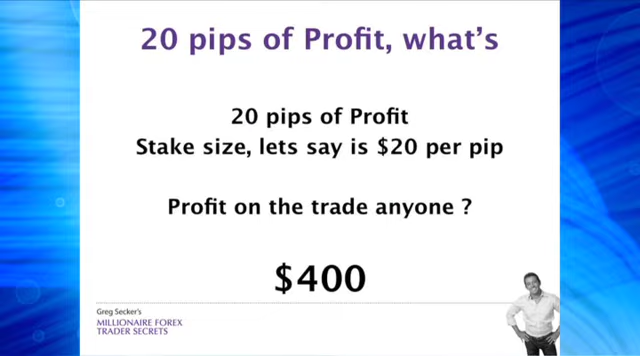 20 pips of Profit, what's
20 pips of Profit
Stake size, lets say is $20 per pip
Profit on the trade anyone ?
$400
Greg Secker's
MILLIONAIRE FOREX
TRADER SECRETS